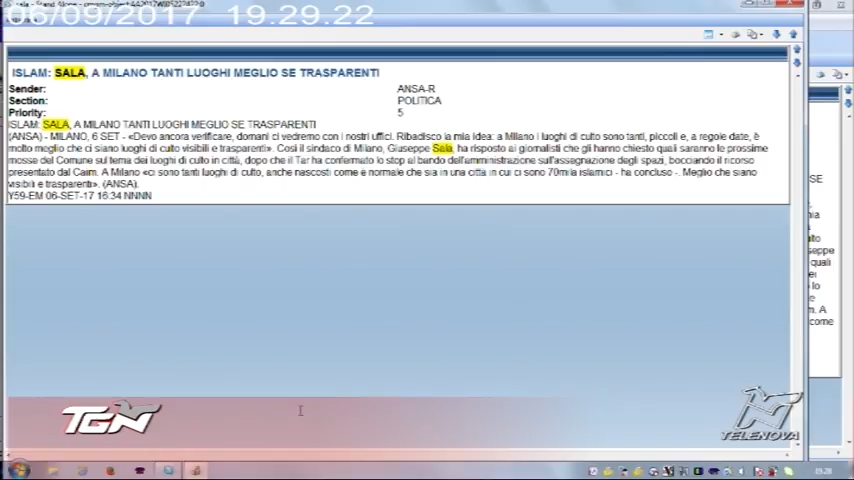 06/09/2017 19.29.22
ISLAM: SALA, A MILANO TANTI LUOGHI MEGLIO SE TRASPARENTI
Sender: ANSA-R
Section: POLITICA
Priority: 5
ISLAM: SALA, A MILANO TANTI LUOGHI MEGLIO SE TRASPARENTI
(ANSA) - MILANO, 6 SET - «Devo ancora verificare, domani ci vedremo con i nostri uffici. Ribadisco la mia idea: a Milano i luoghi di culto sono tanti, piccoli e, a regole date, è
molto meglio che ci siano luoghi di culto visibili e trasparenti». Così il sindaco di Milano, Giuseppe Sala, ha risposto ai giornalisti che gli hanno chiesto quali saranno le prossime
mosse del Comune sul tema dei luoghi di culto in città, dopo che il Tar ha confermato lo stop al bando dell'amministrazione sull'assegnazione degli spazi, bocciando il ricorso
presentato dal Caim. A Milano «ci sono tanti luoghi di culto, anche nascosti come è normale che sia in una città in cui ci sono 70mila islamici - ha concluso -. Meglio che siano
visibili e trasparenti». (ANSA).
Y59-EM 06-SET-17 16:34 NNNN
TGN
TELENOVA
19.28